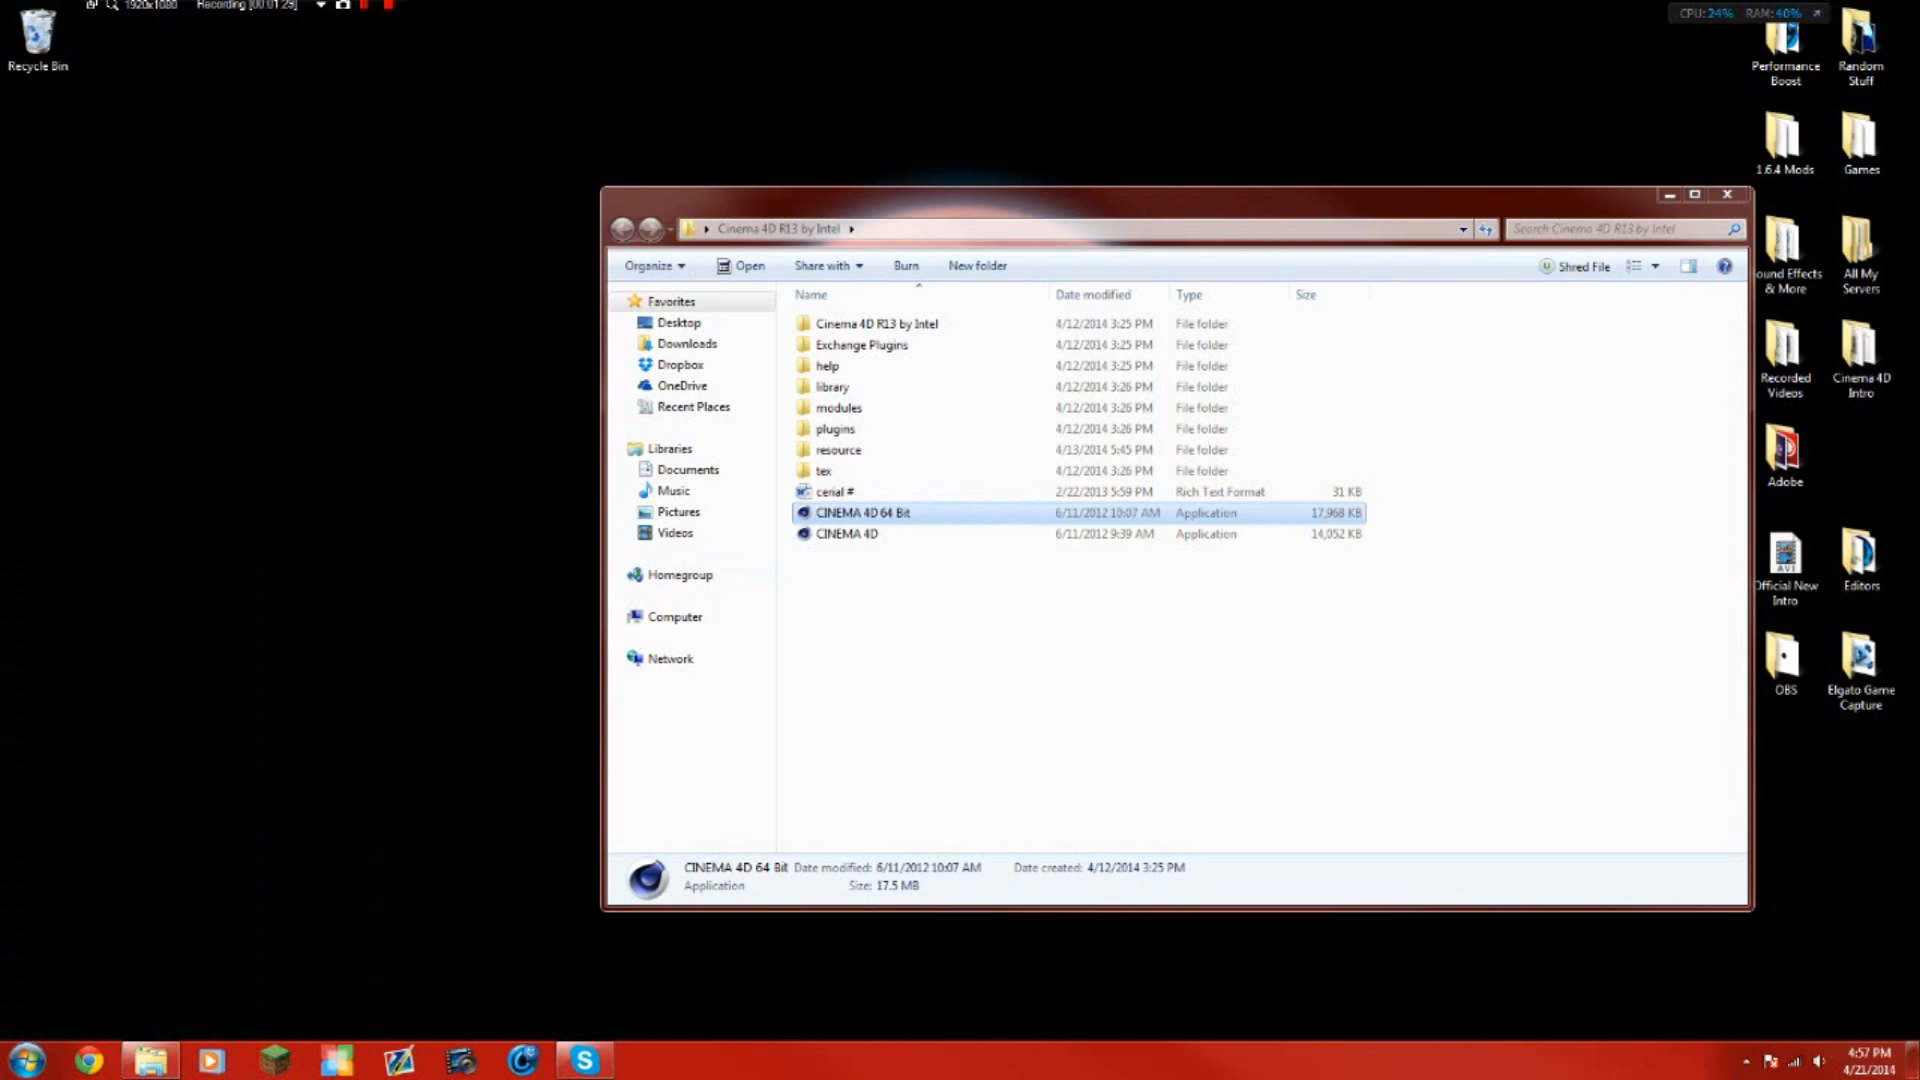 1920x1080 Recording [00:01:29]
CPU: 24% RAM: 40%
Recycle Bin
Performance Boost
Random Stuff
1.6.4 Mods
Games
ound Effects & More
All My Servers
Recorded Videos
Cinema 4D Intro
Adobe
Official New Intro
Editors
OBS
Elgato Game Capture
Cinema 4D R13 by Intel
Search Cinema 4D R13 by Intel
Organize Open Share with Burn New folder Shred File
Name Date modified Type Size
Favorites
Desktop
Downloads
Dropbox
OneDrive
Recent Places
Libraries
Documents
Music
Pictures
Videos
Homegroup
Computer
Network
Cinema 4D R13 by Intel 4/12/2014 3:25 PM File folder
Exchange Plugins 4/12/2014 3:25 PM File folder
help 4/12/2014 3:25 PM File folder
library 4/12/2014 3:26 PM File folder
modules 4/12/2014 3:26 PM File folder
plugins 4/12/2014 3:26 PM File folder
resource 4/13/2014 5:45 PM File folder
tex 4/12/2014 3:26 PM File folder
cerial # 2/22/2013 5:59 PM Rich Text Format 31 KB
CINEMA 4D 64 Bit 6/11/2012 10:07 AM Application 17,968 KB
CINEMA 4D 6/11/2012 9:39 AM Application 14,052 KB
CINEMA 4D 64 Bit Date modified: 6/11/2012 10:07 AM Date created: 4/12/2014 3:25 PM
Application Size: 17.5 MB
4:57 PM
4/21/2014